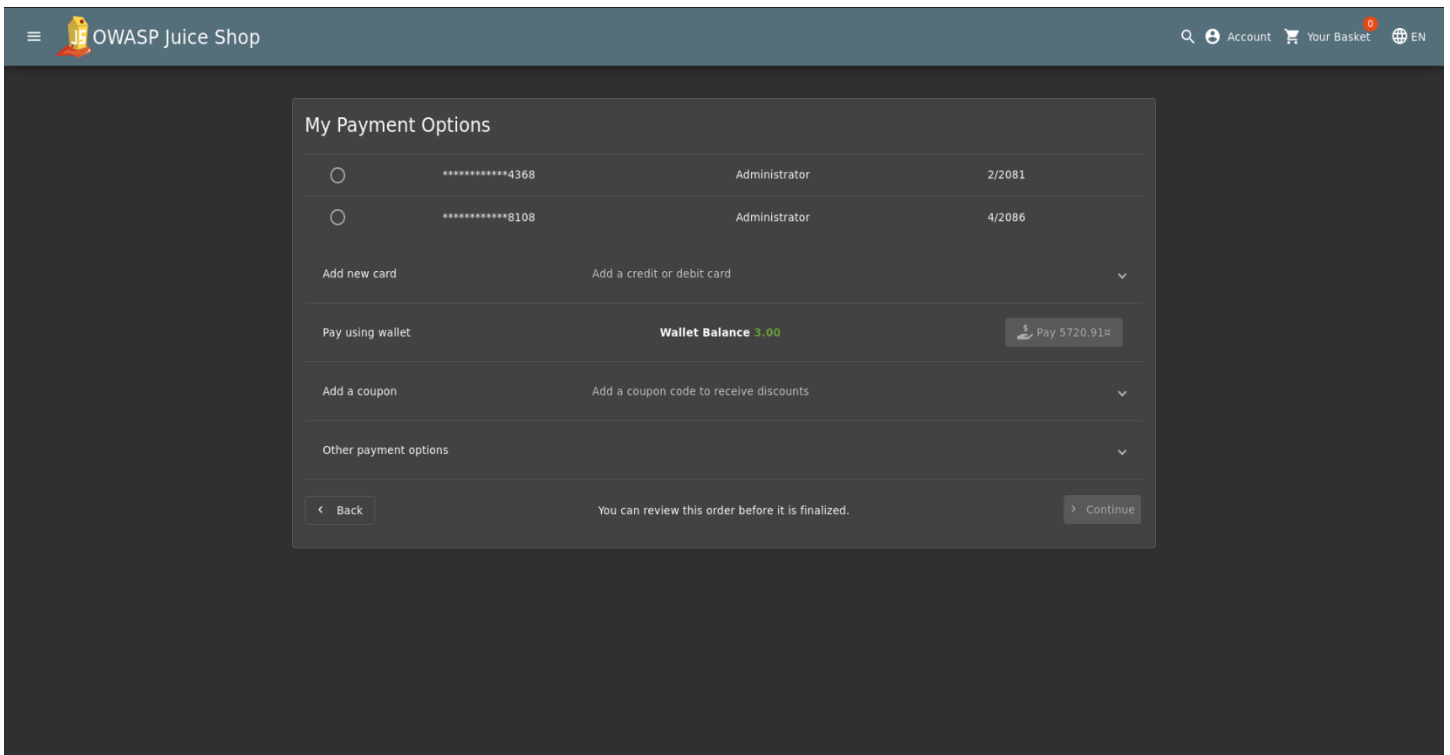 OWASP Juice Shop
Account
Your Basket
0
EN
My Payment Options
************4368 Administrator 2/2081
************8108 Administrator 4/2086
Add new card Add a credit or debit card
Pay using wallet Wallet Balance 3.00 Pay 5720.91¤
Add a coupon Add a coupon code to receive discounts
Other payment options
Back You can review this order before it is finalized. Continue